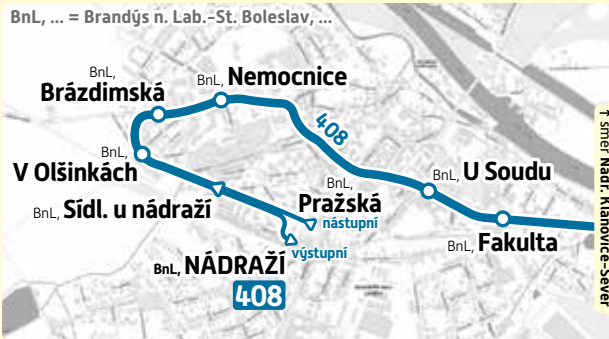 BnL, ... = Brandýs n. Lab.-St. Boleslav, ...
BnL, Nemocnice
BnL,
Brázdimská
408
BnL,
V Olšinkách
BnL, U Soudu
BnL,
Pražská
nástupní
BnL, Sídl. u nádraží
BnL, Fakulta
výstupní
BnL, NÁDRAŽÍ
408
↑ směr Nádr. Klánovice-Sever